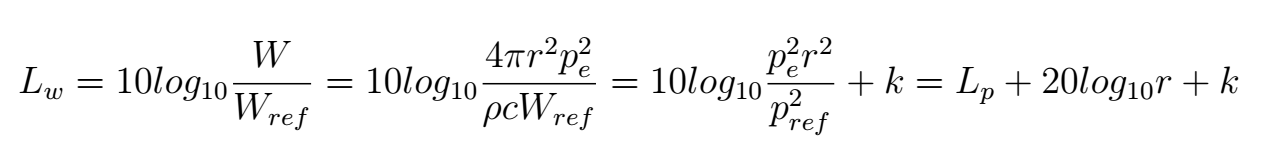 L_w = 10log_{10}\frac{W}{W_{ref}} = 10log_{10}\frac{4\pi r^2 p_e^2}{\rho c W_{ref}} = 10log_{10}\frac{p_e^2 r^2}{p_{ref}^2} + k = L_p + 20log_{10}r + k